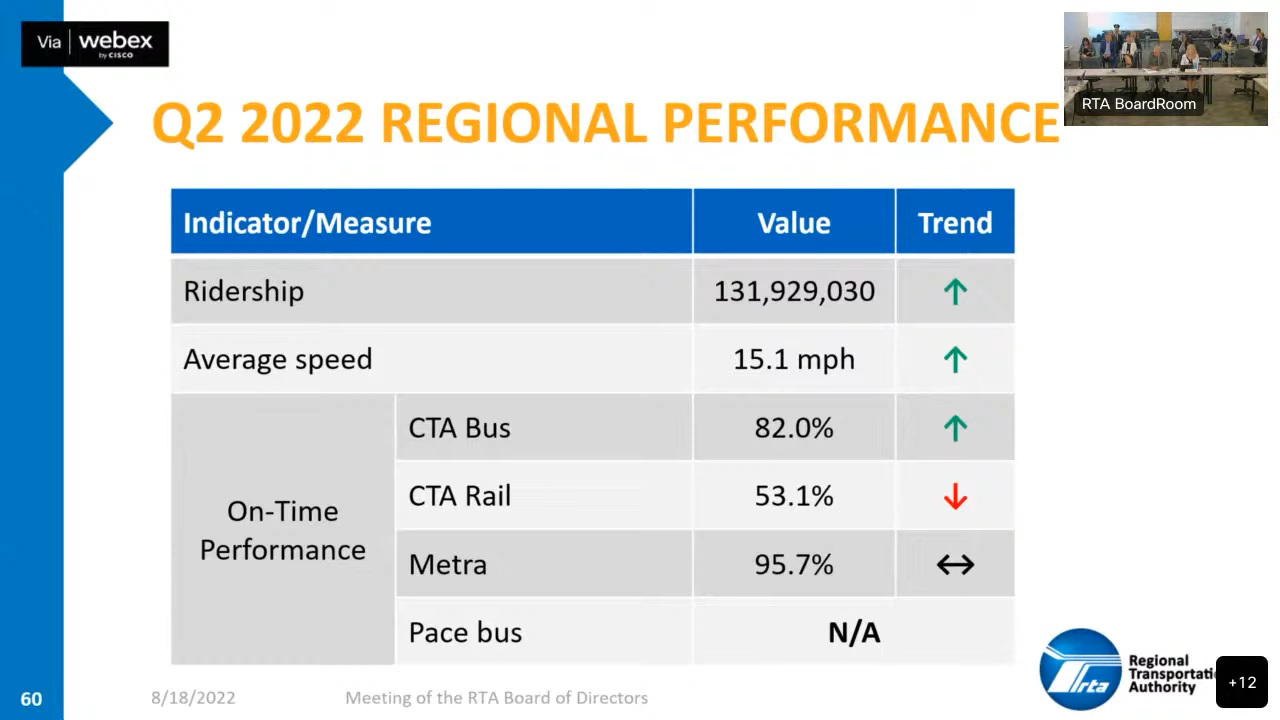 Via webex
by CISCO
RTA BoardRoom
Q2 2022 REGIONAL PERFORMANCE
Indicator/Measure Value Trend
Ridership 131,929,030 ↑
Average speed 15.1 mph ↑
On-Time
Performance
CTA Bus 82.0% ↑
CTA Rail 53.1% ↓
Metra 95.7% ↔
Pace bus N/A
60 8/18/2022 Meeting of the RTA Board of Directors
rta
Regional
Transportati
Authority
+12